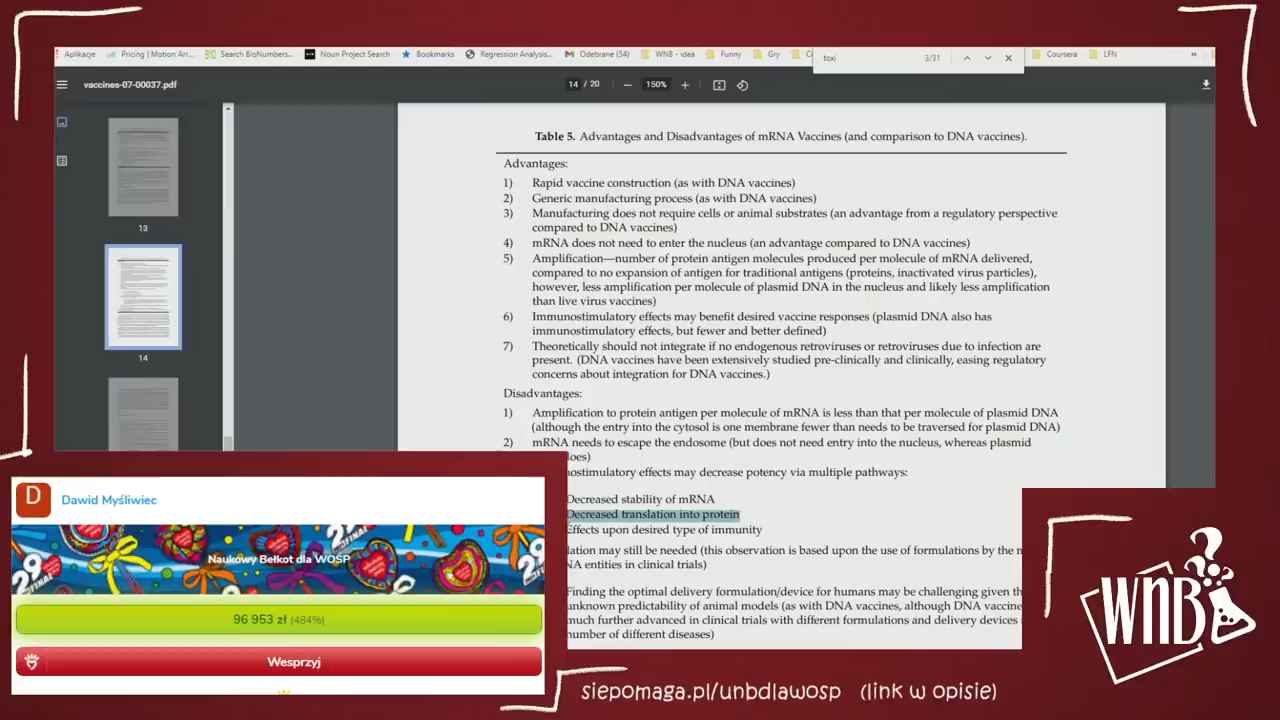 Aplikacje Pricing | Motion Arr... Search BioNumbers... Noun Project Search Bookmarks Regression Analysis... Odebrane (54) WNB - idea Funny Gry Coursera LFN »
toxi 3/31
vaccines-07-00037.pdf 14 / 20 150%
13
14
Table 5. Advantages and Disadvantages of mRNA Vaccines (and comparison to DNA vaccines).
Advantages:
1) Rapid vaccine construction (as with DNA vaccines)
2) Generic manufacturing process (as with DNA vaccines)
3) Manufacturing does not require cells or animal substrates (an advantage from a regulatory perspective
compared to DNA vaccines)
4) mRNA does not need to enter the nucleus (an advantage compared to DNA vaccines)
5) Amplification—number of protein antigen molecules produced per molecule of mRNA delivered,
compared to no expansion of antigen for traditional antigens (proteins, inactivated virus particles),
however, less amplification per molecule of plasmid DNA in the nucleus and likely less amplification
than live virus vaccines)
6) Immunostimulatory effects may benefit desired vaccine responses (plasmid DNA also has
immunostimulatory effects, but fewer and better defined)
7) Theoretically should not integrate if no endogenous retroviruses or retroviruses due to infection are
present. (DNA vaccines have been extensively studied pre-clinically and clinically, easing regulatory
concerns about integration for DNA vaccines.)
Disadvantages:
1) Amplification to protein antigen per molecule of mRNA is less than that per molecule of plasmid DNA
(although the entry into the cytosol is one membrane fewer than needs to be traversed for plasmid DNA)
2) mRNA needs to escape the endosome (but does not need entry into the nucleus, whereas plasmid
loes)
nostimulatory effects may decrease potency via multiple pathways:
Decreased stability of mRNA
Decreased translation into protein
Effects upon desired type of immunity
lation may still be needed (this observation is based upon the use of formulations by the m
NA entities in clinical trials)
Finding the optimal delivery formulation/device for humans may be challenging given th
unknown predictability of animal models (as with DNA vaccines, although DNA vaccine
much further advanced in clinical trials with different formulations and delivery devices
number of different diseases)
D Dawid Myśliwiec
29 FINAŁ
Naukowy Bełkot dla WOŚP
96 953 zł (484%)
Wesprzyj
WNB
siepomaga.pl/unbdlawosp (link w opisie)